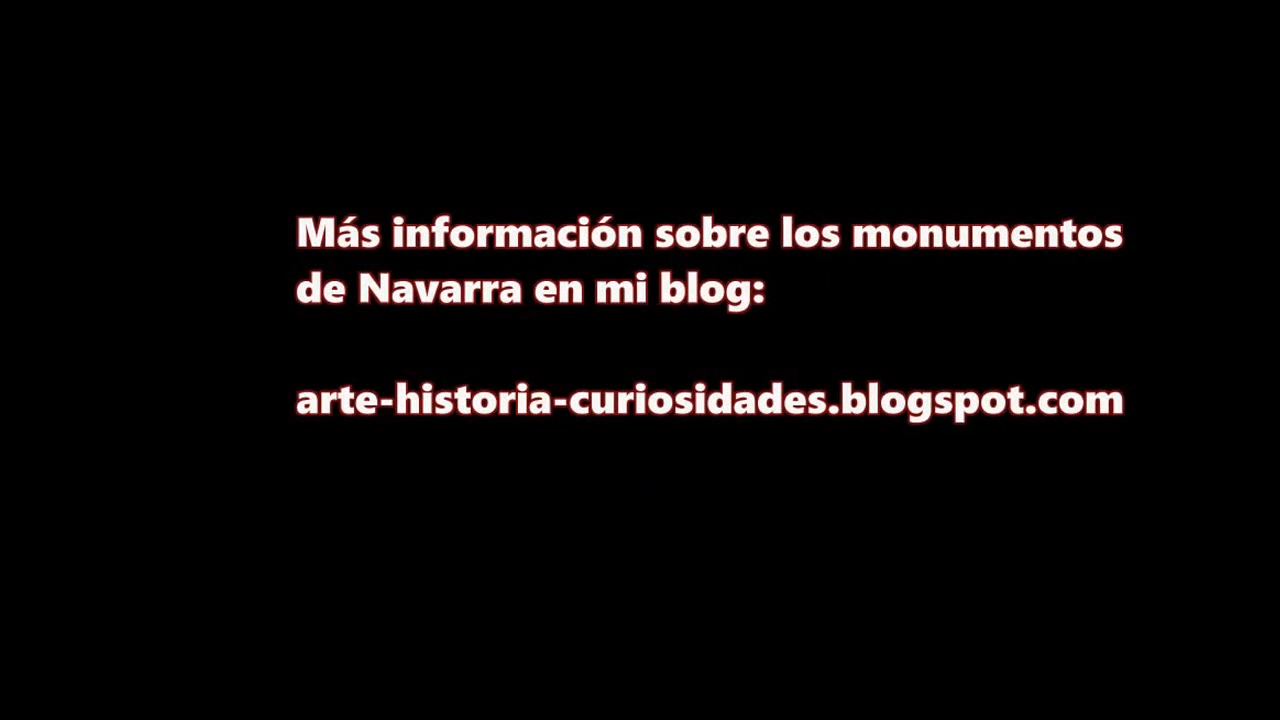 Más información sobre los monumentos
de Navarra en mi blog:
arte-historia-curiosidades.blogspot.com